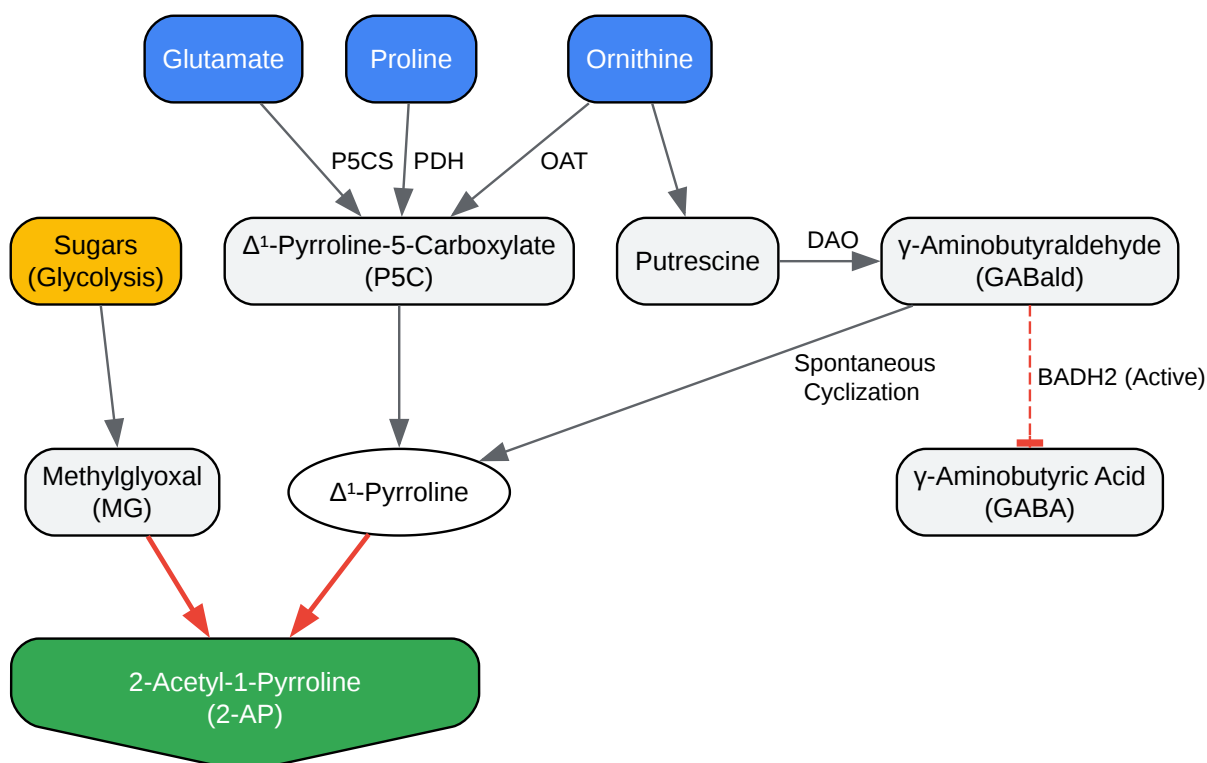 Glutamate
Proline
Ornithine
P5CS
PDH
OAT
Sugars
(Glycolysis)
Δ¹-Pyrroline-5-Carboxylate
(P5C)
Putrescine
DAO
γ-Aminobutyraldehyde
(GABald)
Spontaneous
Cyclization
BADH2 (Active)
Methylglyoxal
(MG)
Δ¹-Pyrroline
γ-Aminobutyric Acid
(GABA)
2-Acetyl-1-Pyrroline
(2-AP)